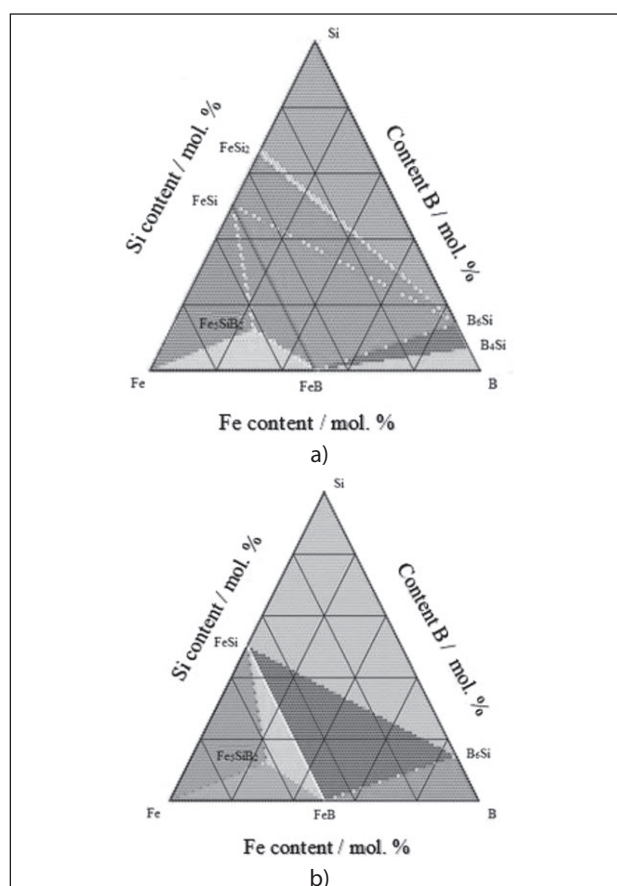 Si
Si content / mol. %
Content B / mol. %
FeSi₂
FeSi
Fe₅SiB₂
B₆Si
B₄Si
Fe
FeB
B
Fe content / mol. %
a)
Si
Si content / mol. %
Content B / mol. %
FeSi
Fe₅SiB₂
B₆Si
Fe
FeB
B
Fe content / mol. %
b)